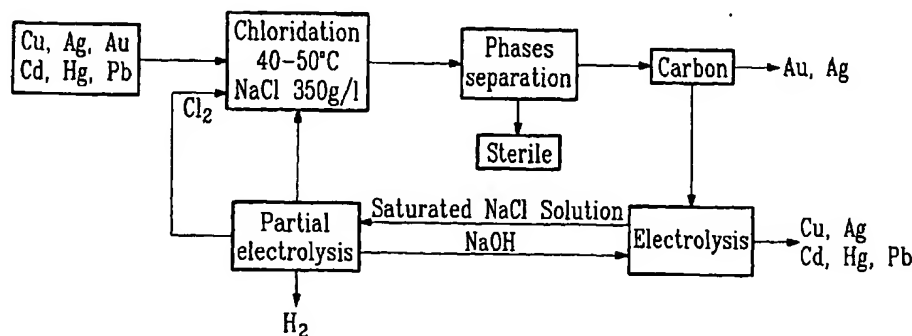 Cu, Ag, Au
Cd, Hg, Pb
Chloridation
40-50°C
NaCl 350g/l
Phases
separation
Carbon
Au, Ag
Cl₂
Sterile
Partial
electrolysis
Saturated NaCl Solution
NaOH
Electrolysis
Cu, Ag
Cd, Hg, Pb
H₂